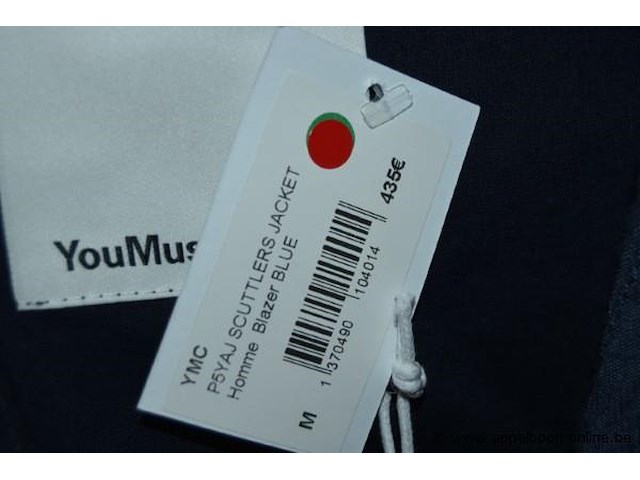 YouMus
YMC
P5YAJ SCUTTLERS JACKET
Homme Blazer BLUE
M
1 370490 104014
435€